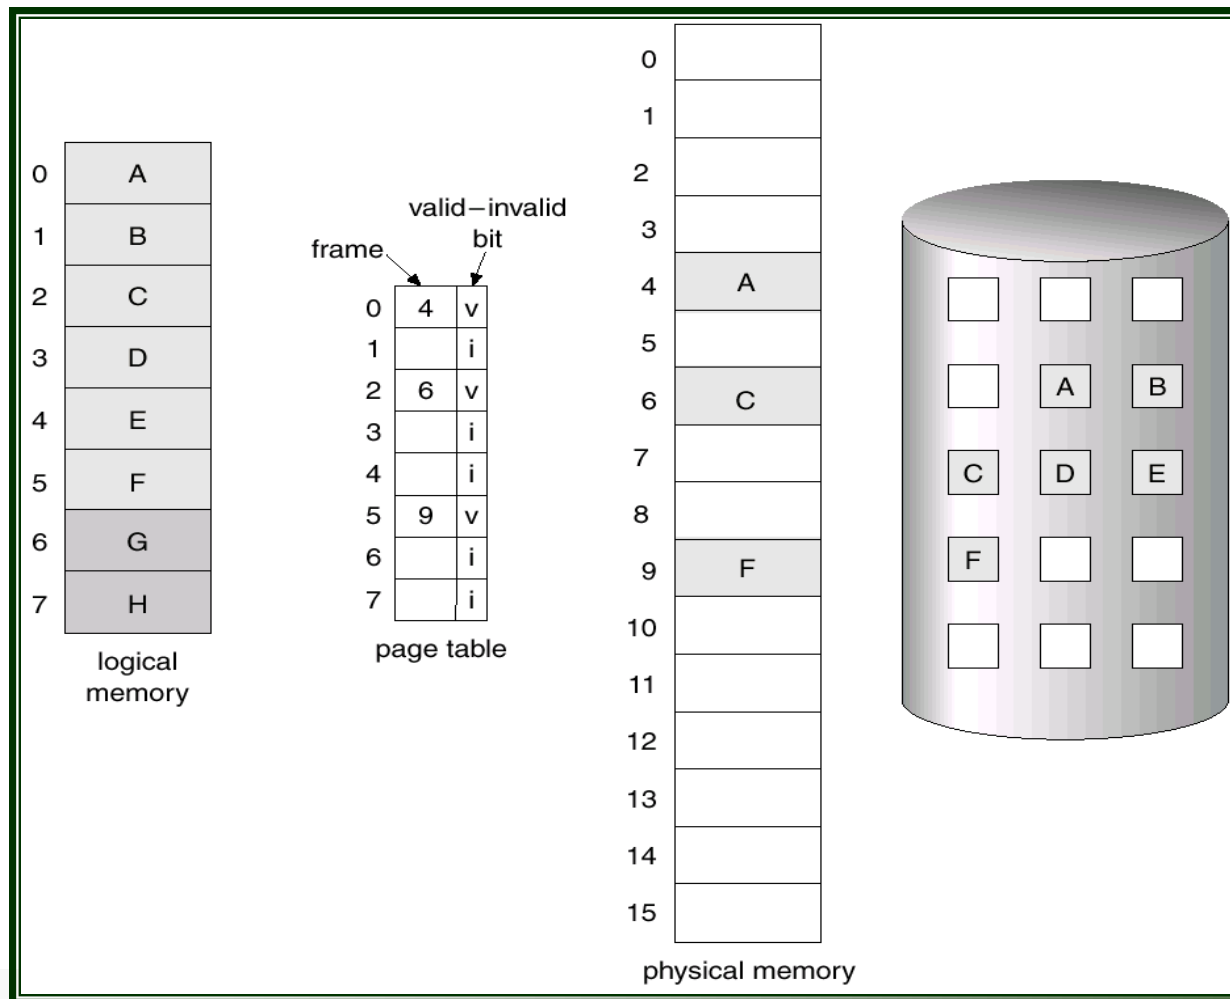 0 A
1 B
2 C
3 D
4 E
5 F
6 G
7 H
logical
memory
valid–invalid
bit
frame
0 4 v
1 i
2 6 v
3 i
4 i
5 9 v
6 i
7 i
page table
0
1
2
3
4 A
5
6 C
7
8
9 F
10
11
12
13
14
15
physical memory
A B
C D E
F